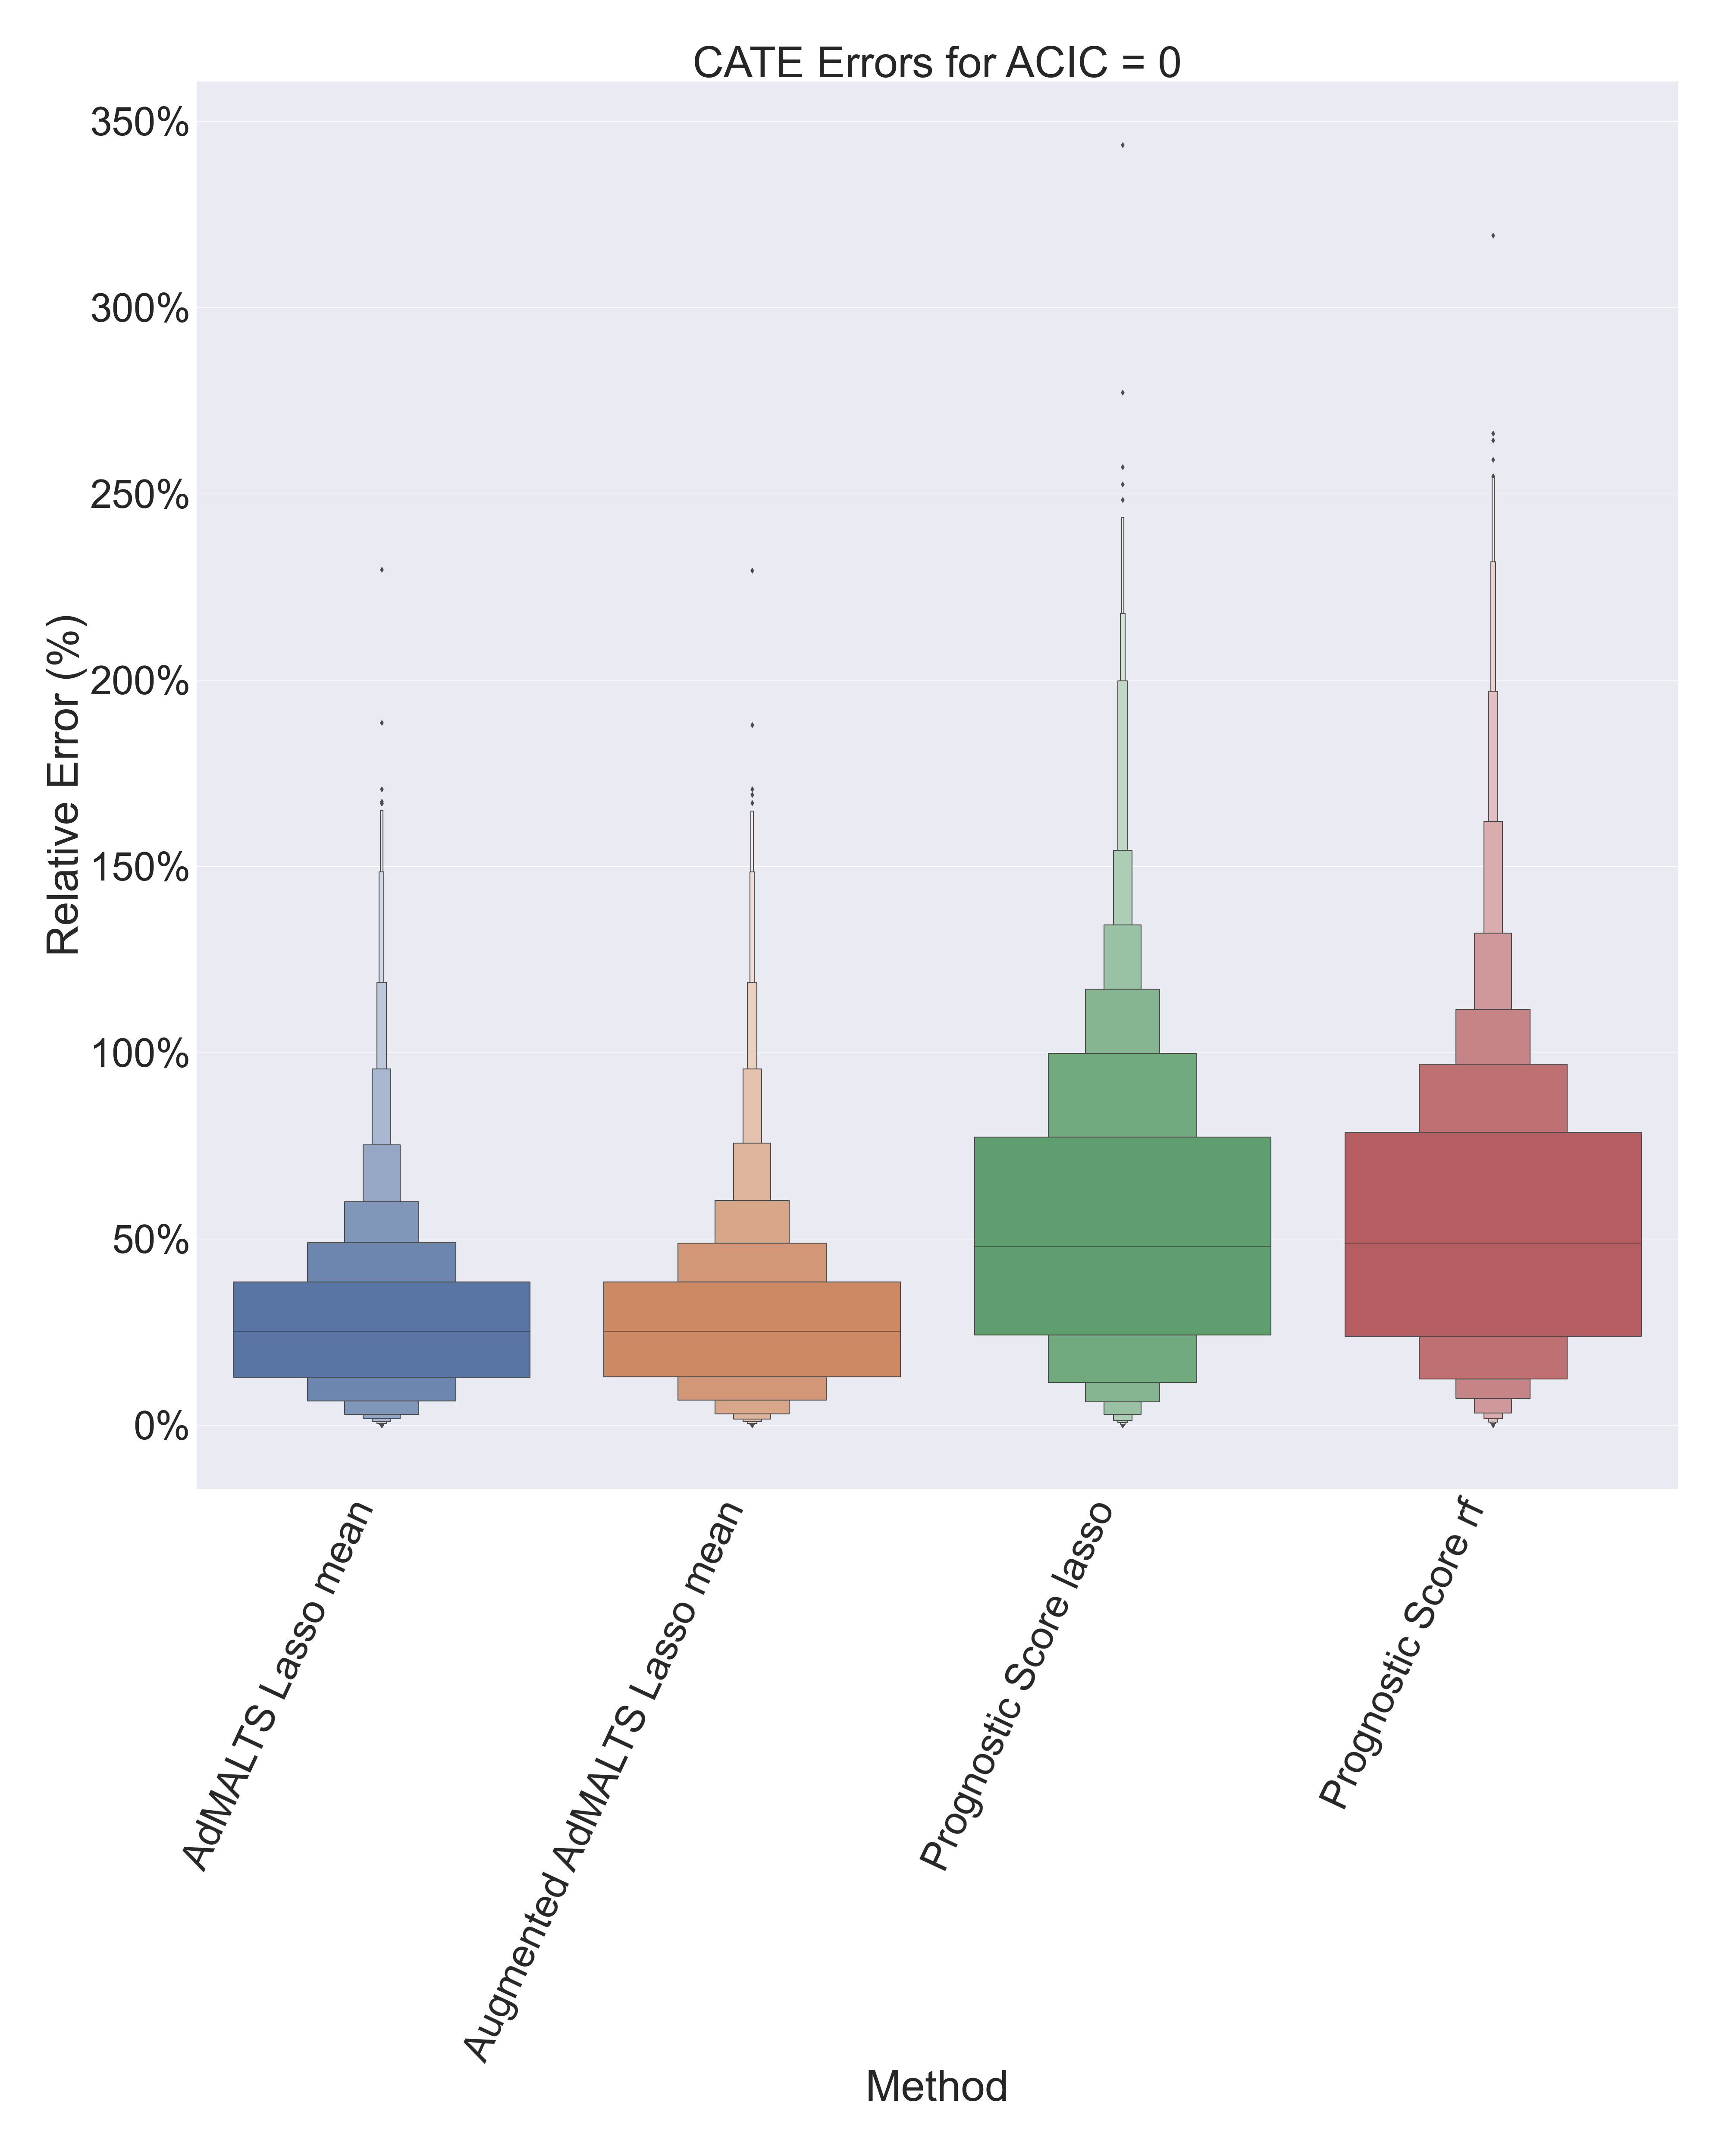 CATE Errors for ACIC = 0
350%
300%
250%
200%
150%
100%
50%
0%
Relative Error (%)
AdMALTS Lasso mean
Augmented AdMALTS Lasso mean
Prognostic Score lasso
Prognostic Score rf
Method